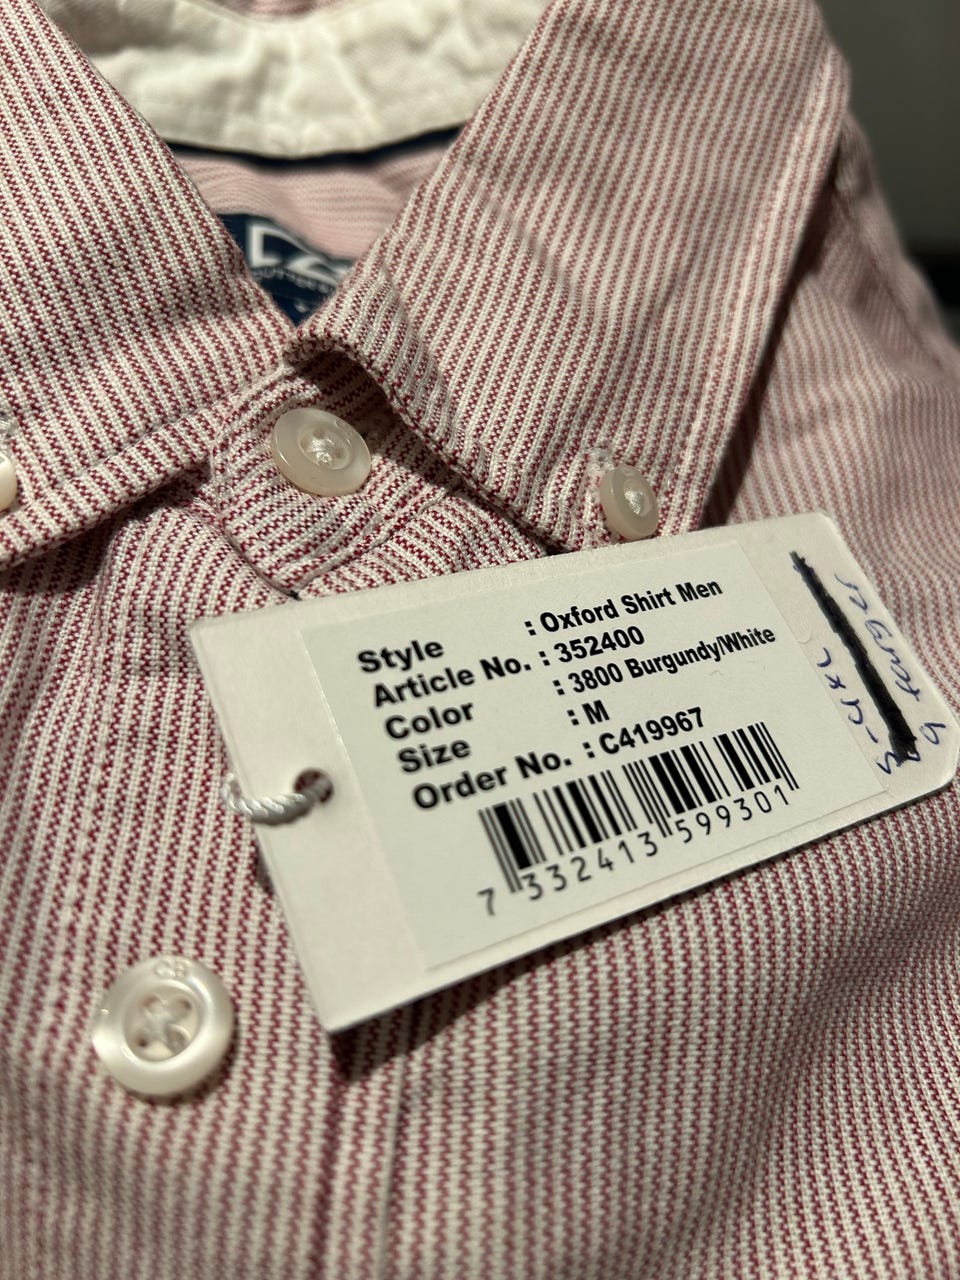 Style : Oxford Shirt Men
Article No. : 352400
Color : 3800 Burgundy/White
Size : M
Order No. : C419967
7 332413 599301